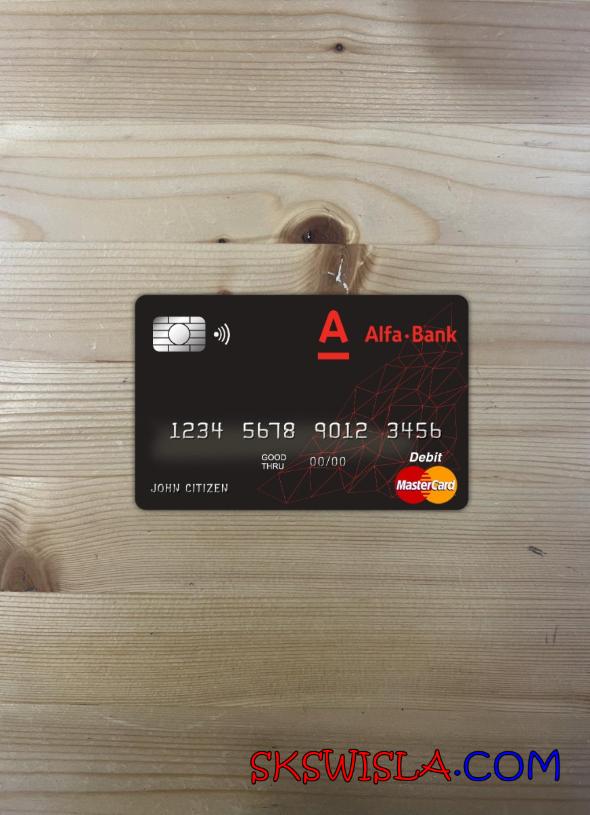 A Alfa·Bank
1234 5678 9012 3456
GOOD THRU 00/00
Debit
JOHN CITIZEN
MasterCard
SKSWISLA.COM